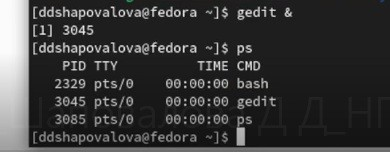 [ddshapovalova@fedora ~]$ gedit &
[1] 3045
[ddshapovalova@fedora ~]$ ps
    PID TTY          TIME CMD
   2329 pts/0    00:00:00 bash
   3045 pts/0    00:00:00 gedit
   3085 pts/0    00:00:00 ps
[ddshapovalova@fedora ~]$